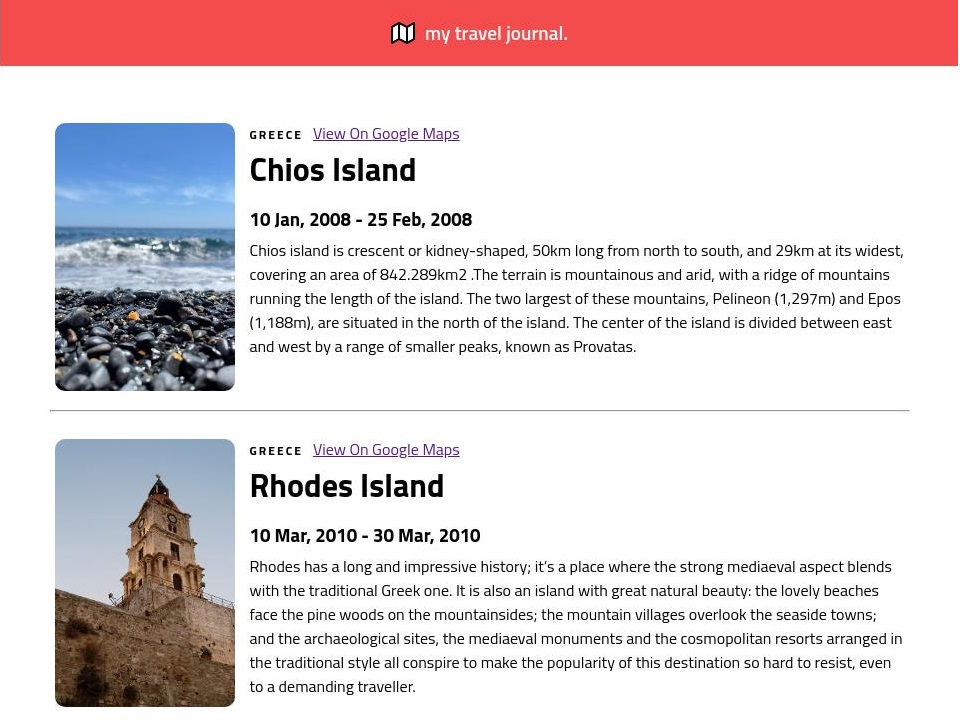 my travel journal.
GREECE View On Google Maps
Chios Island
10 Jan, 2008 - 25 Feb, 2008
Chios island is crescent or kidney-shaped, 50km long from north to south, and 29km at its widest,
covering an area of 842.289km2 .The terrain is mountainous and arid, with a ridge of mountains
running the length of the island. The two largest of these mountains, Pelineon (1,297m) and Epos
(1,188m), are situated in the north of the island. The center of the island is divided between east
and west by a range of smaller peaks, known as Provatas.
GREECE View On Google Maps
Rhodes Island
10 Mar, 2010 - 30 Mar, 2010
Rhodes has a long and impressive history; it's a place where the strong mediaeval aspect blends
with the traditional Greek one. It is also an island with great natural beauty: the lovely beaches
face the pine woods on the mountainsides; the mountain villages overlook the seaside towns;
and the archaeological sites, the mediaeval monuments and the cosmopolitan resorts arranged in
the traditional style all conspire to make the popularity of this destination so hard to resist, even
to a demanding traveller.